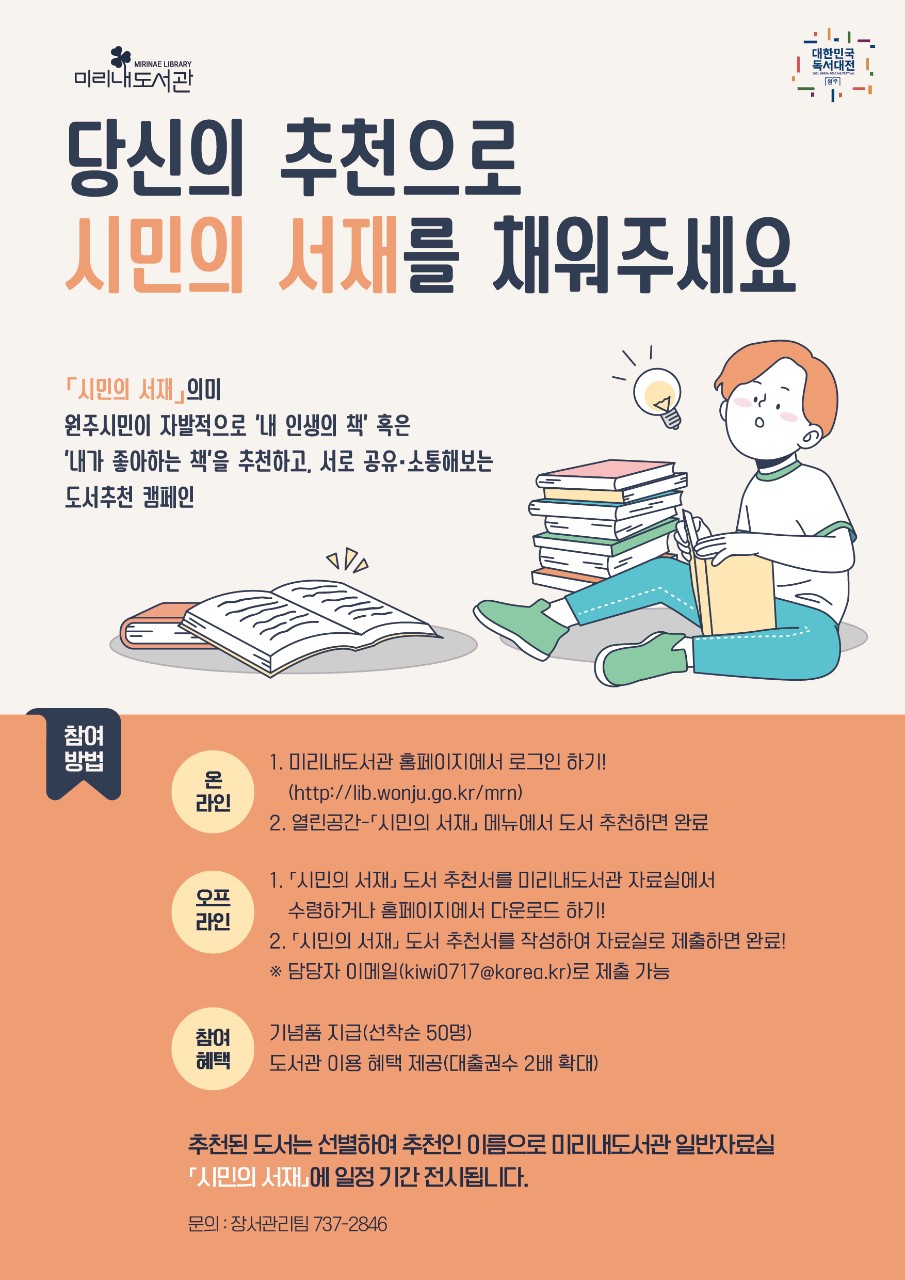 MIRINAE LIBRARY
미리내도서관
대한민국
독서대전
원주
당신의 추천으로
시민의 서재를 채워주세요
「시민의 서재」의미
원주시민이 자발적으로 '내 인생의 책' 혹은
'내가 좋아하는 책'을 추천하고, 서로 공유·소통해보는
도서추천 캠페인
참여
방법
온
라인
1. 미리내도서관 홈페이지에서 로그인 하기!
(http://lib.wonju.go.kr/mrn)
2. 열린공간-「시민의 서재」 메뉴에서 도서 추천하면 완료
오프
라인
1. 「시민의 서재」 도서 추천서를 미리내도서관 자료실에서
수령하거나 홈페이지에서 다운로드 하기!
2. 「시민의 서재」 도서 추천서를 작성하여 자료실로 제출하면 완료!
※ 담당자 이메일(kiwi0717@korea.kr)로 제출 가능
참여
혜택
기념품 지급(선착순 50명)
도서관 이용 혜택 제공(대출권수 2배 확대)
추천된 도서는 선별하여 추천인 이름으로 미리내도서관 일반자료실
「시민의 서재」에 일정 기간 전시됩니다.
문의 : 장서관리팀 737-2846